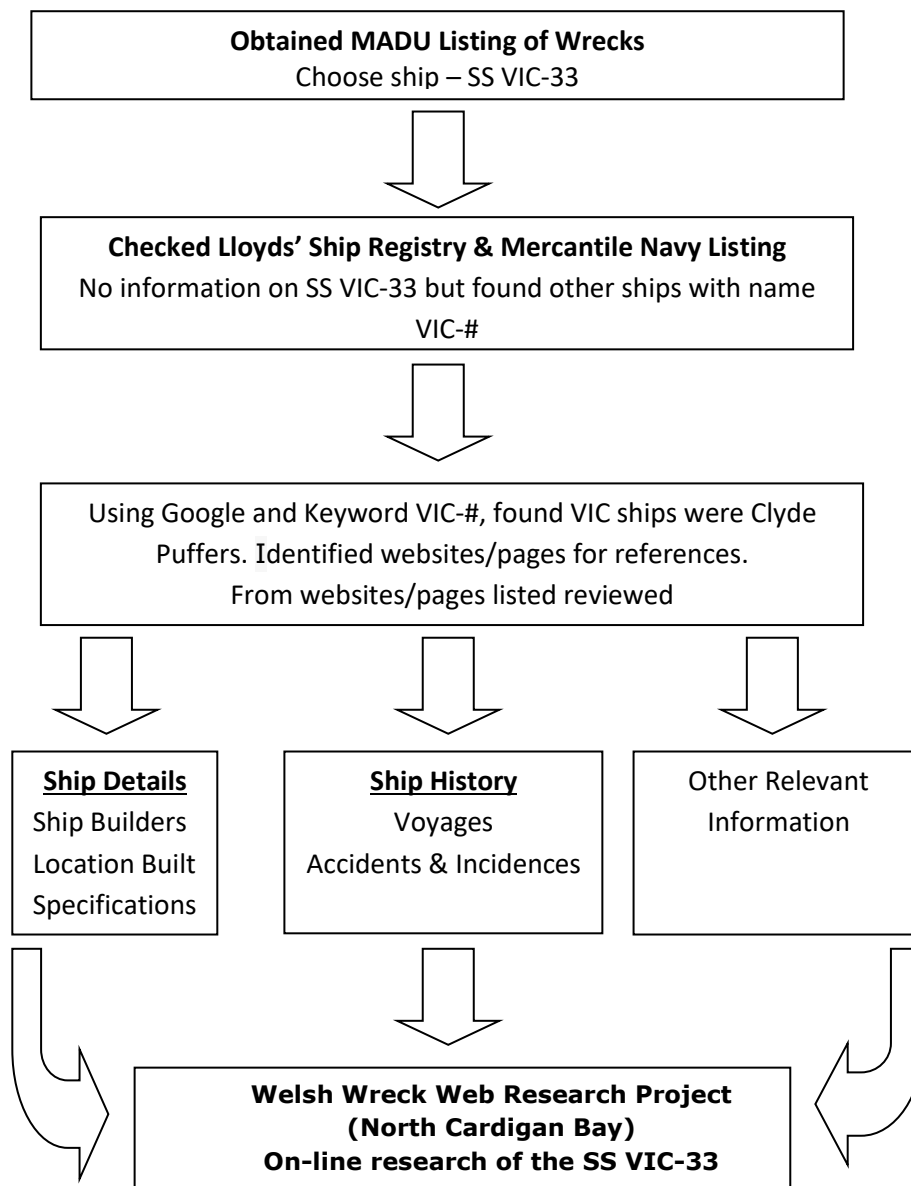 Obtained MADU Listing of Wrecks
Choose ship – SS VIC-33
Checked Lloyds’ Ship Registry & Mercantile Navy Listing
No information on SS VIC-33 but found other ships with name
VIC-#
Using Google and Keyword VIC-#, found VIC ships were Clyde
Puffers. Identified websites/pages for references.
From websites/pages listed reviewed
Ship Details
Ship Builders
Location Built
Specifications
Ship History
Voyages
Accidents & Incidences
Other Relevant
Information
Welsh Wreck Web Research Project
(North Cardigan Bay)
On-line research of the SS VIC-33